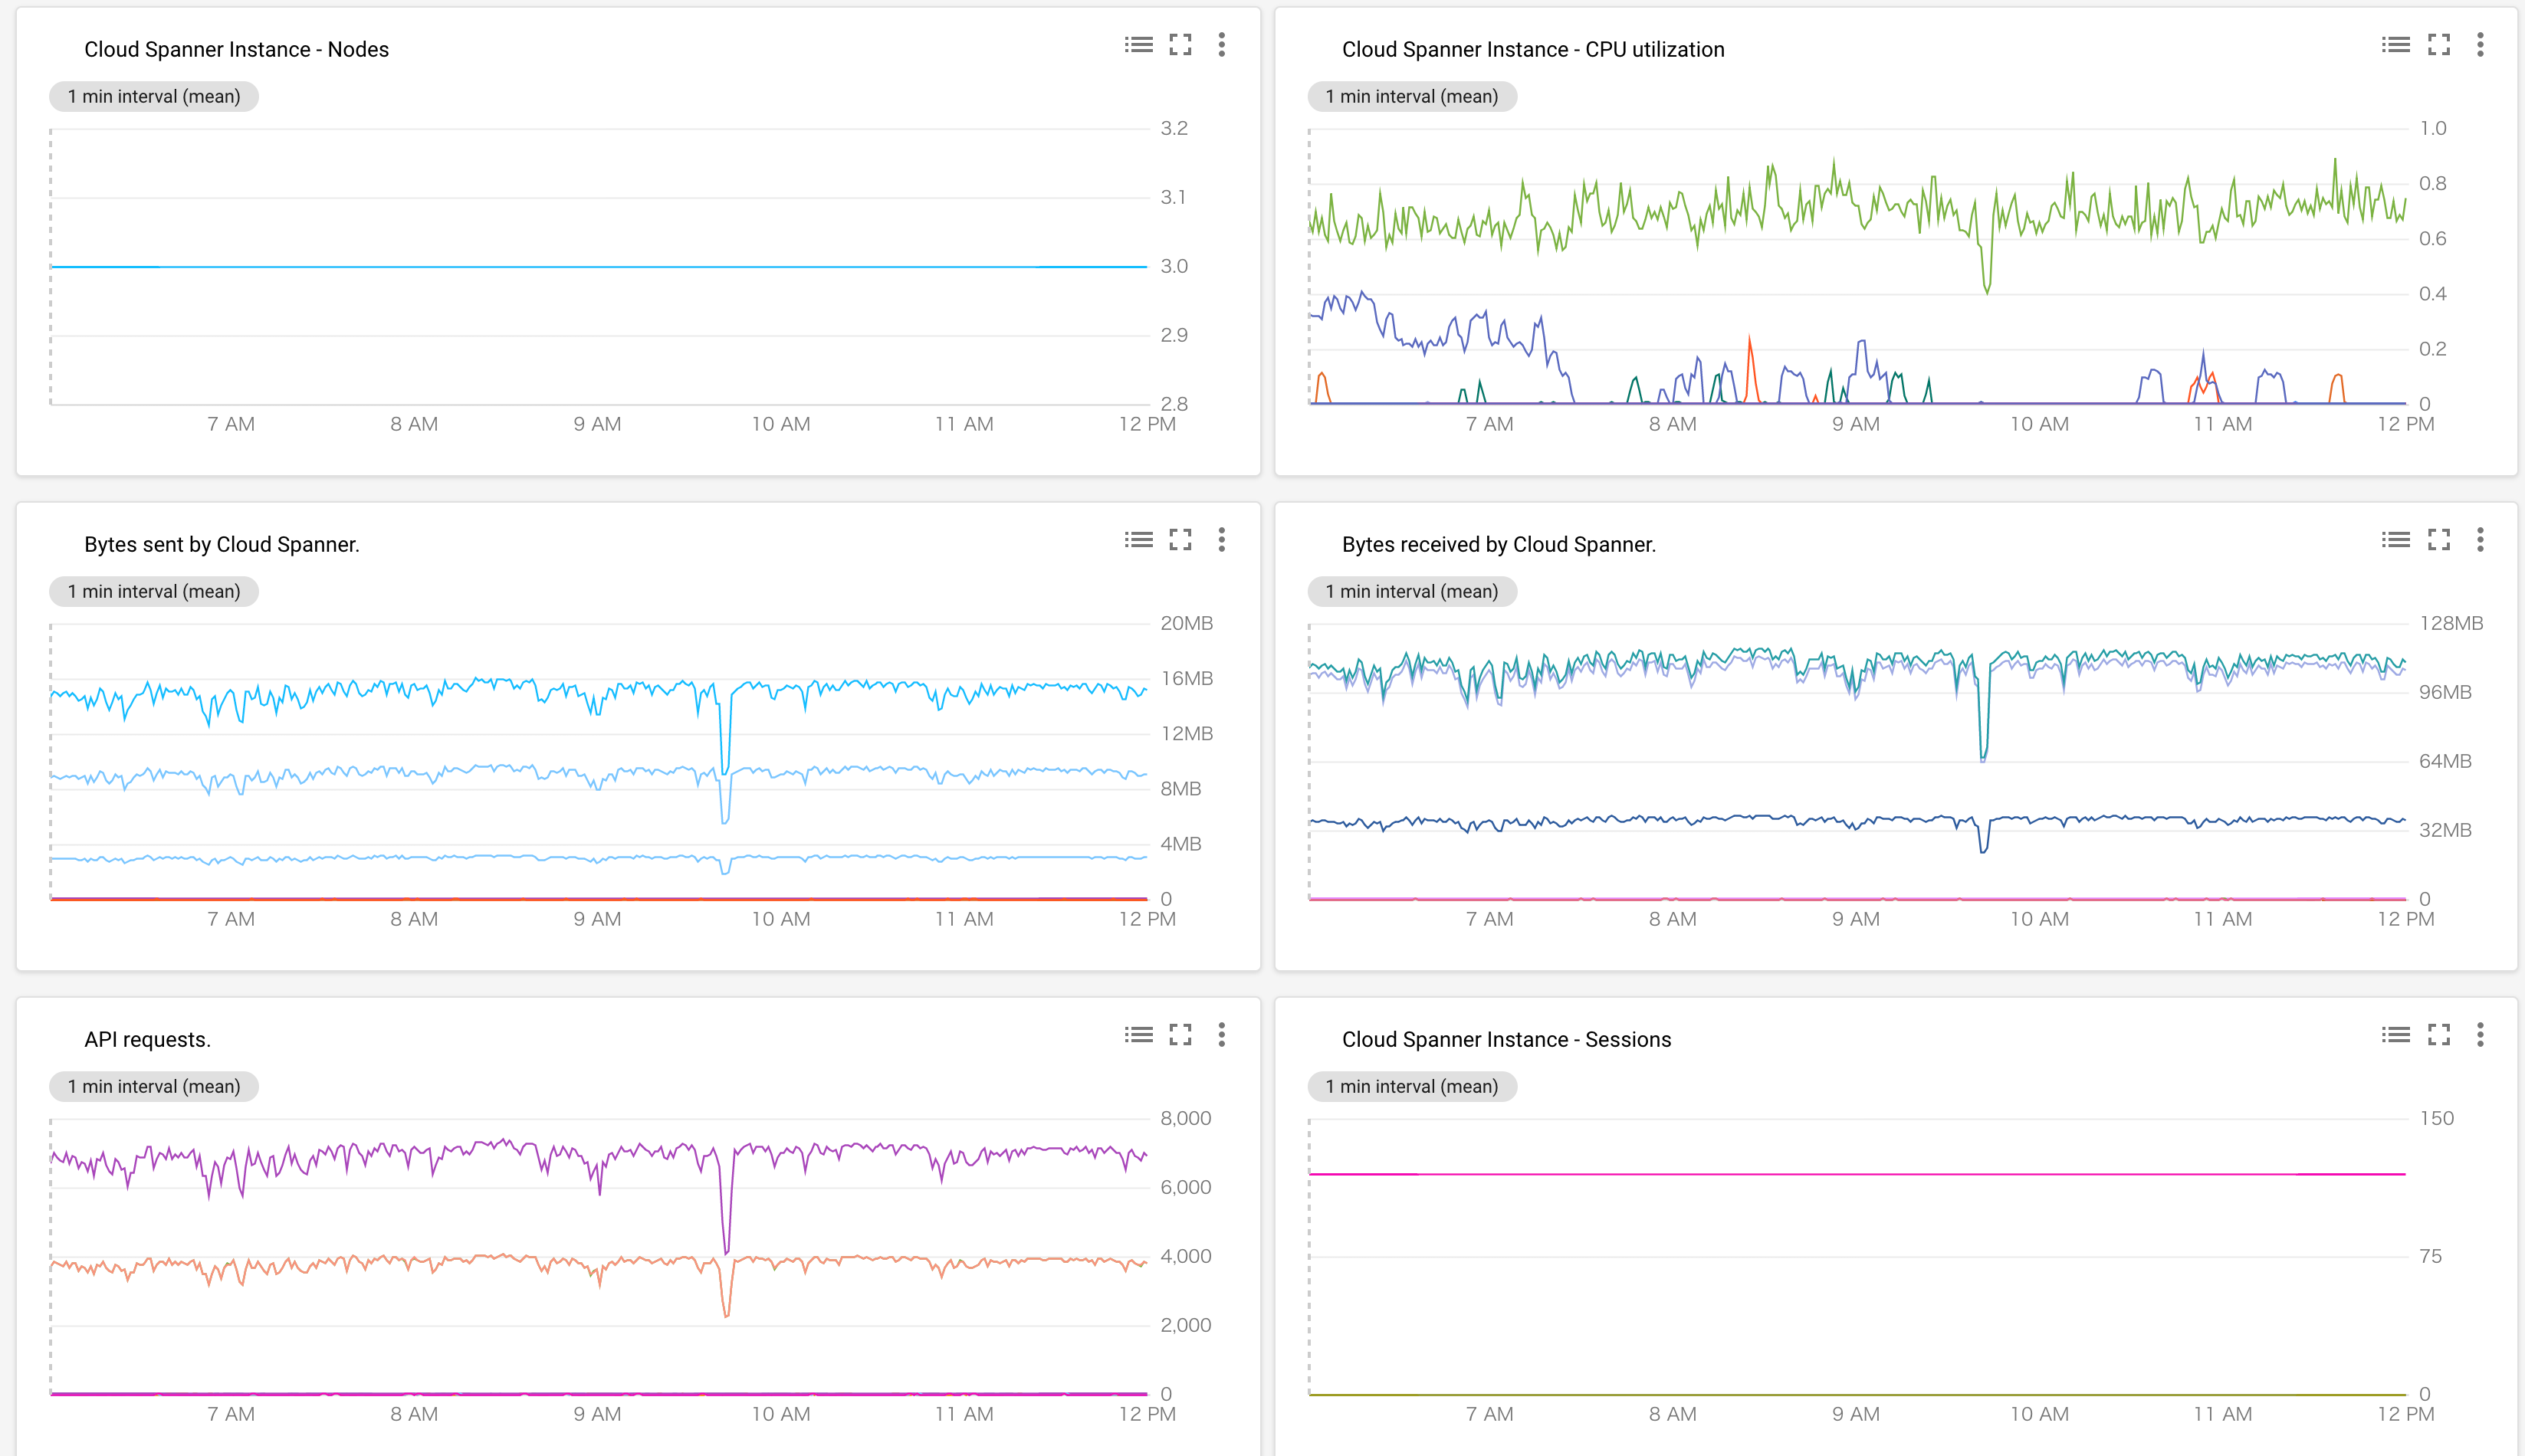 Cloud Spanner Instance - Nodes
1 min interval (mean)
3.2
3.1
3.0
2.9
2.8
7 AM 8 AM 9 AM 10 AM 11 AM 12 PM
Cloud Spanner Instance - CPU utilization
1 min interval (mean)
1.0
0.8
0.6
0.4
0.2
0
7 AM 8 AM 9 AM 10 AM 11 AM 12 PM
Bytes sent by Cloud Spanner.
1 min interval (mean)
20MB
16MB
12MB
8MB
4MB
0
7 AM 8 AM 9 AM 10 AM 11 AM 12 PM
Bytes received by Cloud Spanner.
1 min interval (mean)
128MB
96MB
64MB
32MB
0
7 AM 8 AM 9 AM 10 AM 11 AM 12 PM
API requests.
1 min interval (mean)
8,000
6,000
4,000
2,000
0
7 AM 8 AM 9 AM 10 AM 11 AM 12 PM
Cloud Spanner Instance - Sessions
1 min interval (mean)
150
75
0
7 AM 8 AM 9 AM 10 AM 11 AM 12 PM